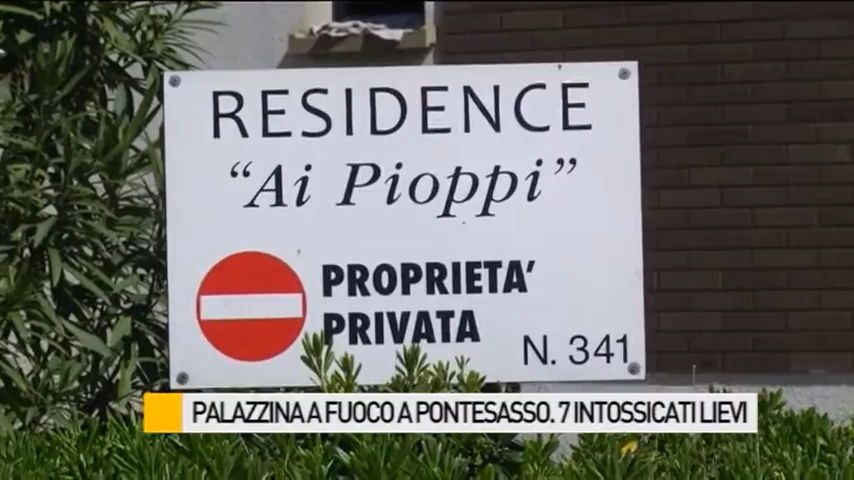 RESIDENCE
“Ai Pioppi”
PROPRIETA’
PRIVATA
N. 341
PALAZZINA A FUOCO A PONTESASSO. 7 INTOSSICATI LIEVI